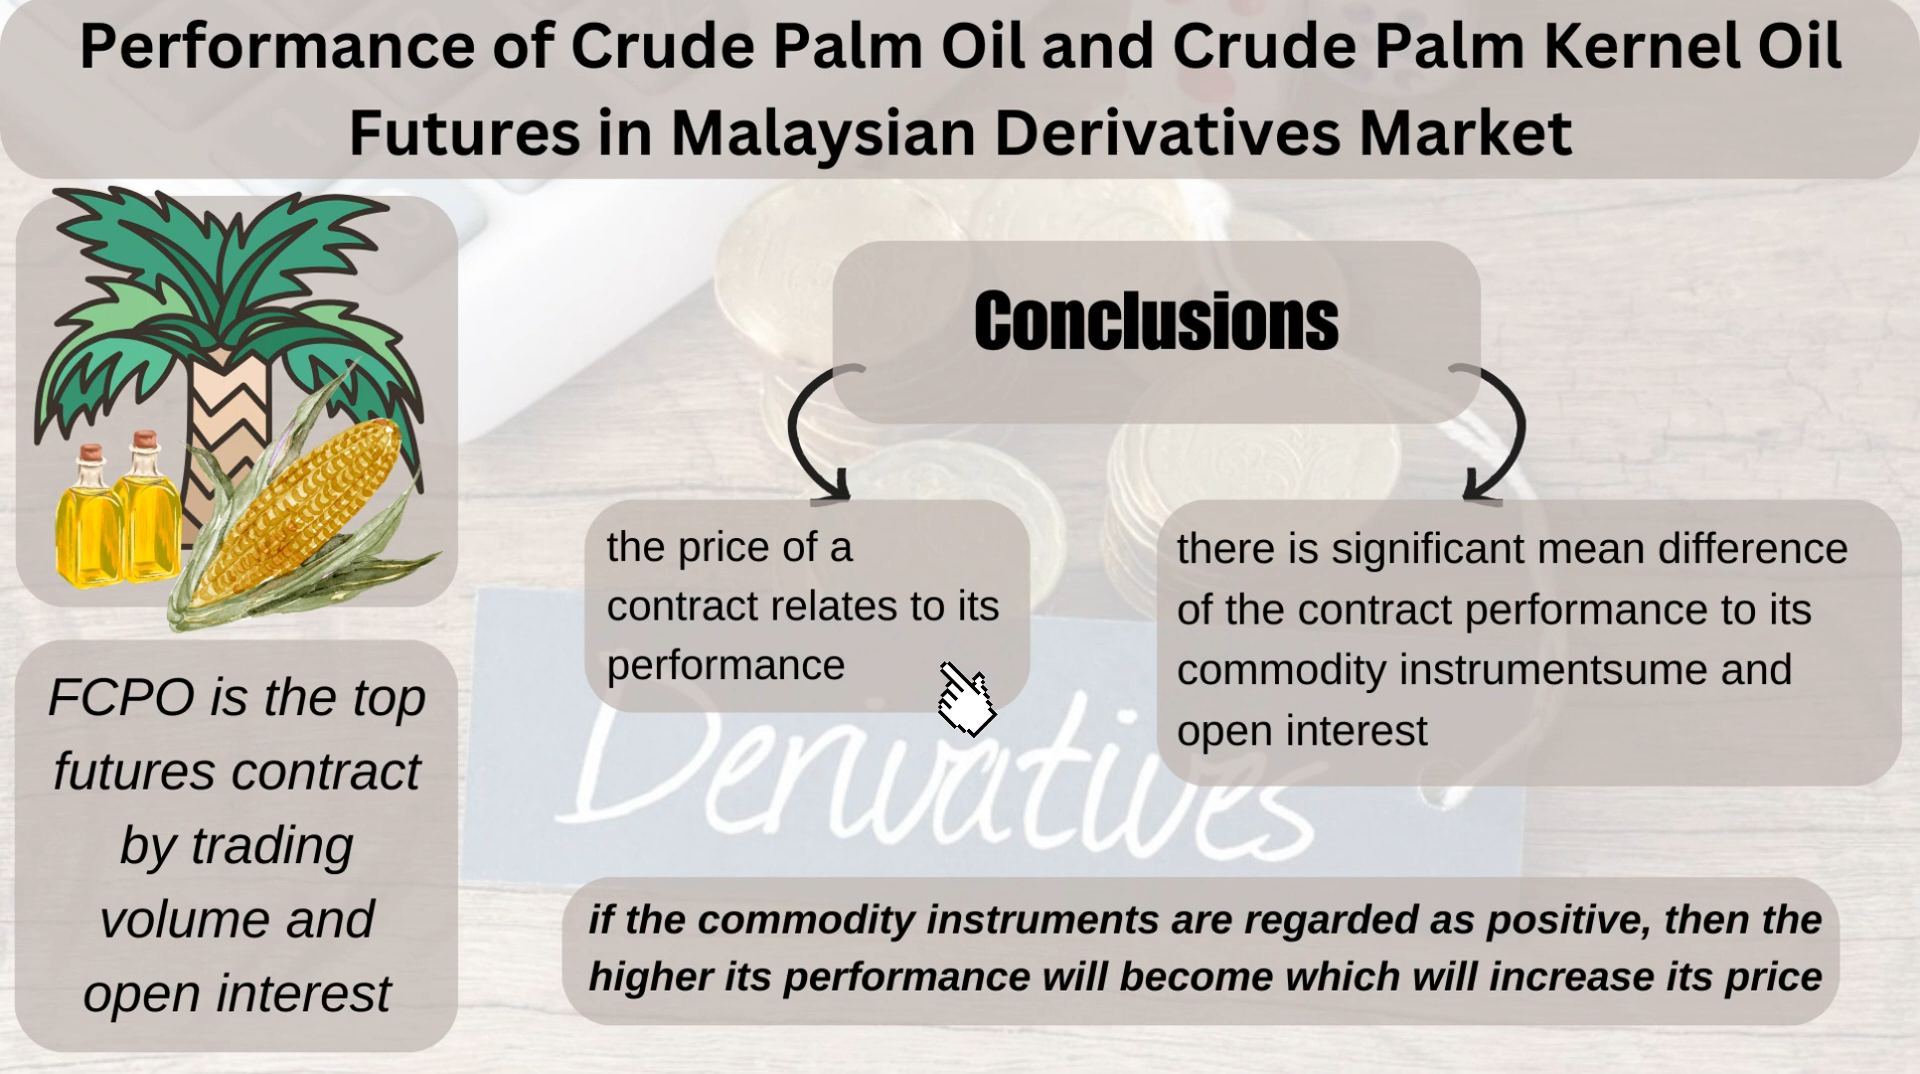 Performance of Crude Palm Oil and Crude Palm Kernel Oil
Futures in Malaysian Derivatives Market
Conclusions
the price of a
contract relates to its
performance
there is significant mean difference
of the contract performance to its
commodity instrumentsume and
open interest
FCPO is the top
futures contract
by trading
volume and
open interest
Derivatives
if the commodity instruments are regarded as positive, then the
higher its performance will become which will increase its price